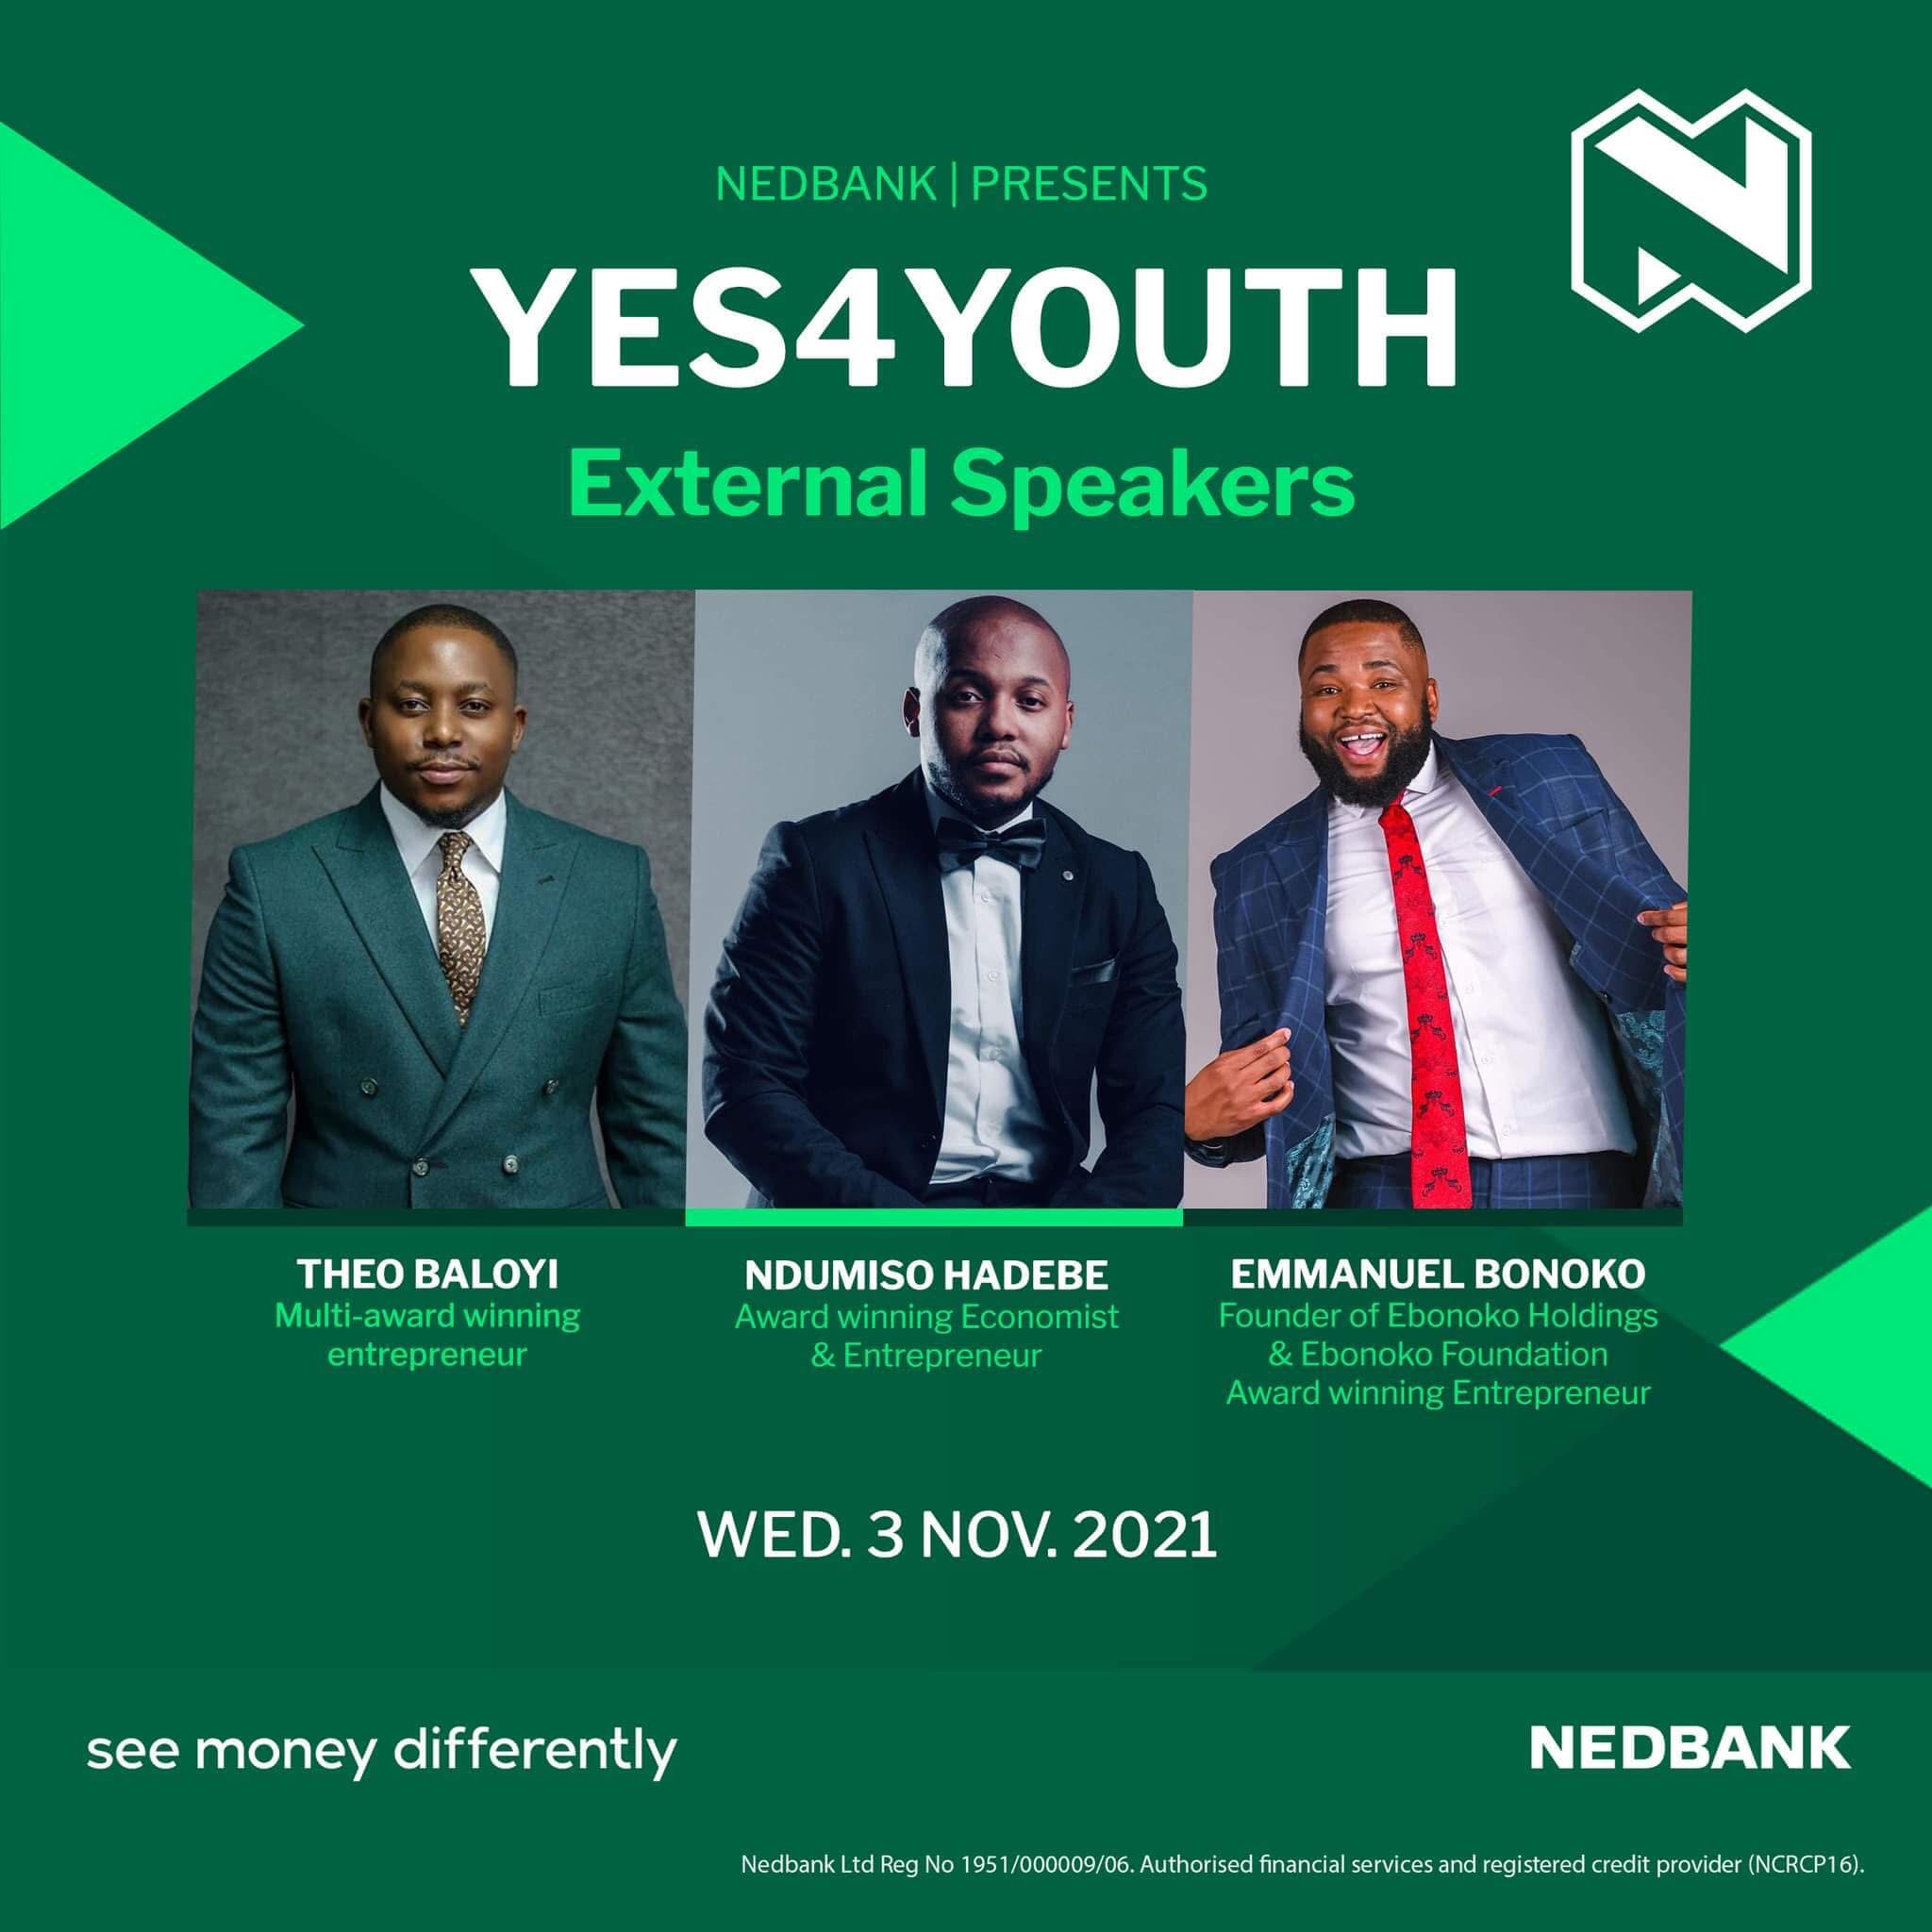 NEDBANK | PRESENTS
YES4YOUTH
External Speakers
THEO BALOYI
Multi-award winning
entrepreneur
NDUMISO HADEBE
Award winning Economist
& Entrepreneur
EMMANUEL BONOKO
Founder of Ebonoko Holdings
& Ebonoko Foundation
Award winning Entrepreneur
WED. 3 NOV. 2021
see money differently
NEDBANK
Nedbank Ltd Reg No 1951/000009/06. Authorised financial services and registered credit provider (NCRCP16).